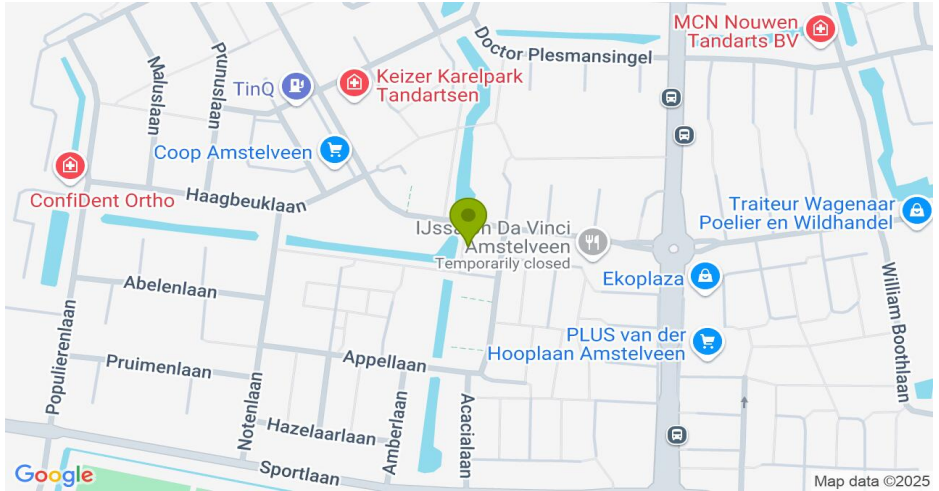 MCN Nouwen
Tandarts BV
Doctor Plesmansingel
Maluslaan
Prunuslaan
TinQ
Keizer Karelpark
Tandartsen
Coop Amstelveen
ConfiDent Ortho
Haagbeuklaan
Traiteur Wagenaar
Poelier en Wildhandel
Da Vinci
Amstelveen
Temporarily closed
Ekoplaza
William Boothlaan
Abelenlaan
PLUS van der
Hooplaan Amstelveen
Populierenlaan
Pruimenlaan
Appellaan
Notenlaan
Hazelaarlaan
Amberlaan
Acacialaan
Sportlaan
Google
Map data ©2025